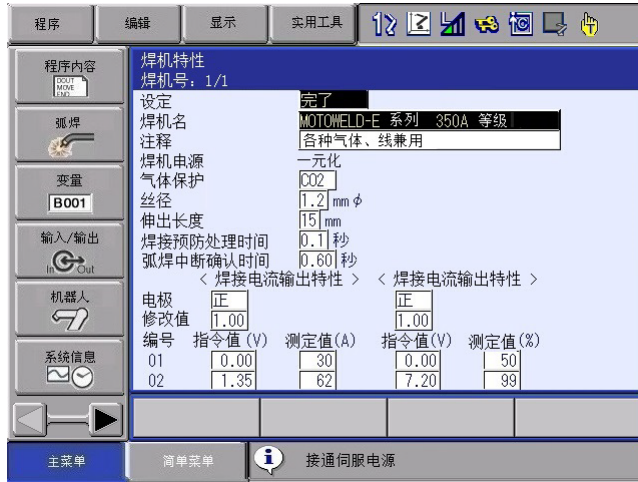 程序 编辑 显示 实用工具
程序内容
DOUT
MOVE
END
弧焊
变量
B001
输入/输出
In Out
机器人
系统信息
焊机特性
焊机号: 1/1
设定 完了
焊机名 MOTOWELD-E 系列 350A 等级
注释 各种气体、线兼用
焊机电源 一元化
气体保护 CO2
丝径 1.2 mmφ
伸出长度 15 mm
焊接预防处理时间 0.1 秒
弧焊中断确认时间 0.60 秒
< 焊接电流输出特性 > < 焊接电流输出特性 >
电极 正 正
修改值 1.00 1.00
编号 指令值(V) 测定值(A) 指令值(V) 测定值(%)
01 0.00 30 0.00 50
02 1.35 62 7.20 99
主菜单 简单菜单 接通伺服电源